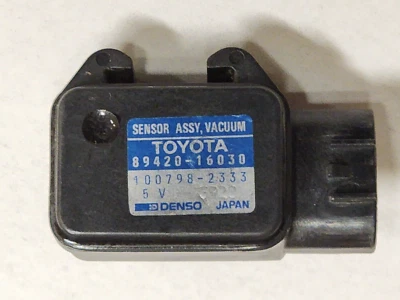 SENSOR ASSY, VACUUM
TOYOTA
89420-16030
100798-2333
5 V
DENSO JAPAN